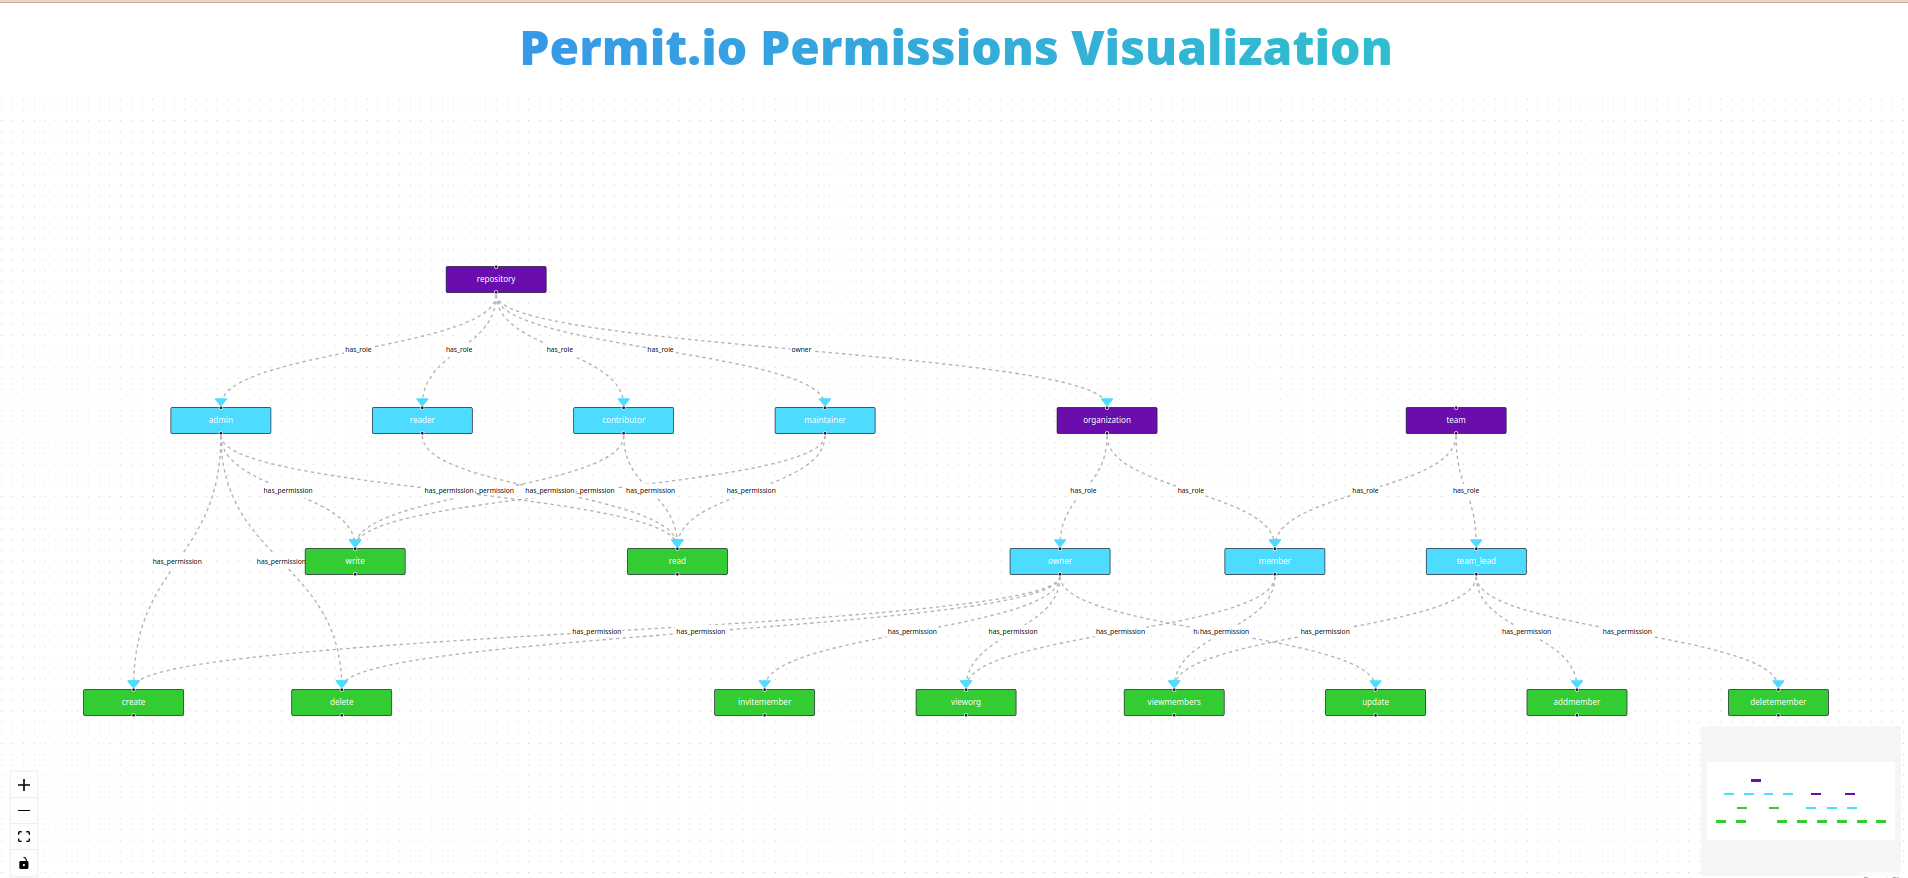 Permit.io Permissions Visualization
repository
has_role
has_role
has_role
has_role
owner
admin
reader
contributor
maintainer
organization
team
has_permission
has_permission
_permission
has_permission
_permission
has_permission
has_permission
has_role
has_role
has_role
has_role
has_permission
has_permission
write
read
owner
member
team_lead
has_permission
has_permission
has_permission
has_permission
has_permission
has_permission
has_permission
has_permission
has_permission
create
delete
invitemember
vieworg
viewmembers
update
addmember
deletemember